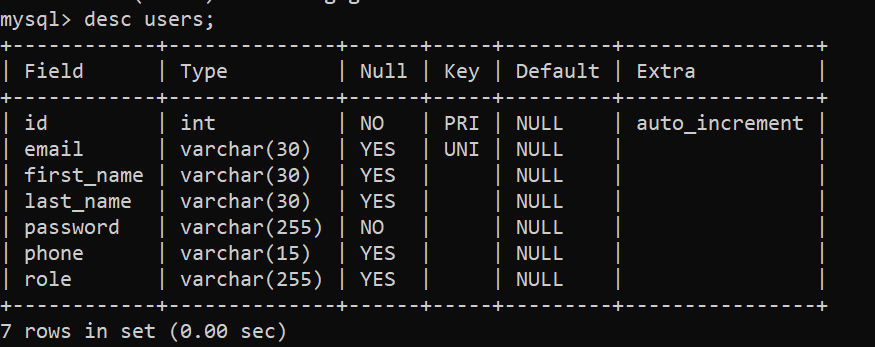 mysql> desc users;
+------------+--------------+------+-----+---------+----------------+
| Field      | Type         | Null | Key | Default | Extra          |
+------------+--------------+------+-----+---------+----------------+
| id         | int          | NO   | PRI | NULL    | auto_increment |
| email      | varchar(30)  | YES  | UNI | NULL    |                |
| first_name | varchar(30)  | YES  |     | NULL    |                |
| last_name  | varchar(30)  | YES  |     | NULL    |                |
| password   | varchar(255) | NO   |     | NULL    |                |
| phone      | varchar(15)  | YES  |     | NULL    |                |
| role       | varchar(255) | YES  |     | NULL    |                |
+------------+--------------+------+-----+---------+----------------+
7 rows in set (0.00 sec)